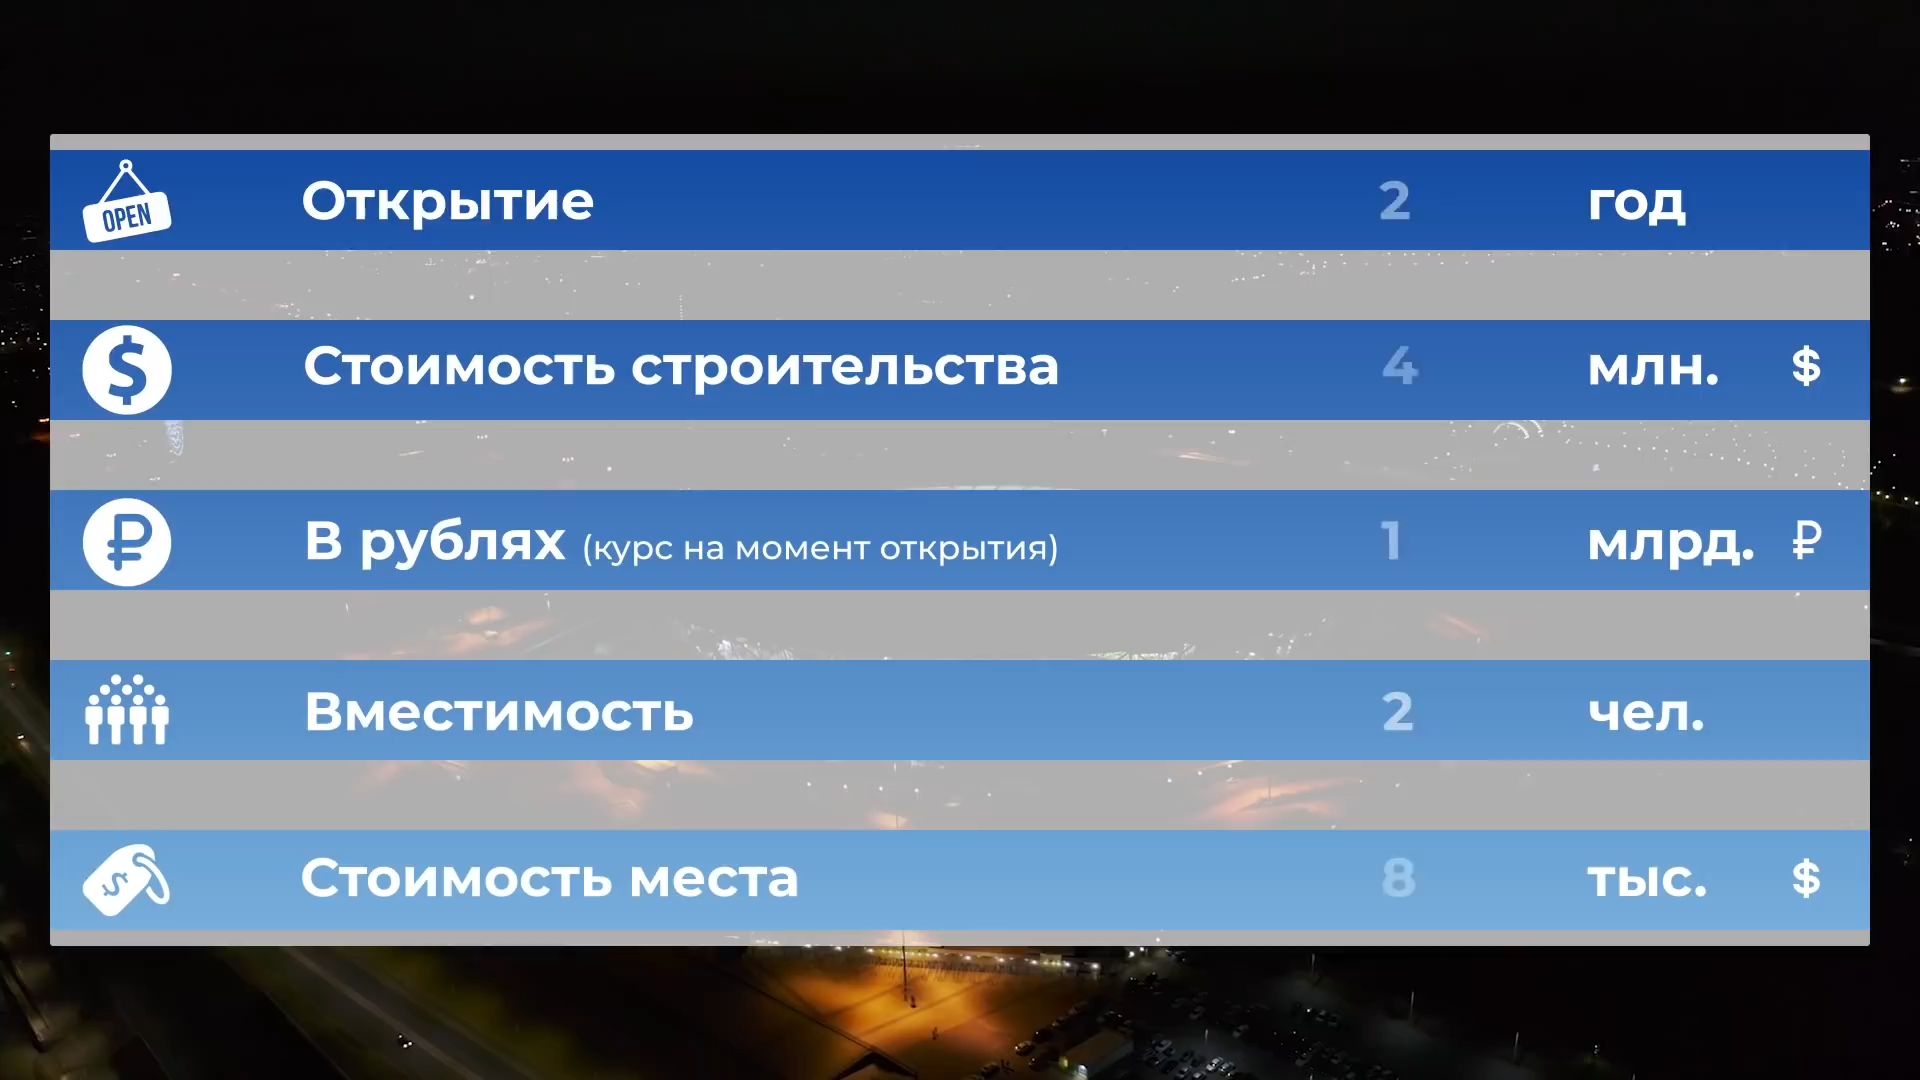 OPEN Открытие 2 год
$ Стоимость строительства 4 млн. $
₽ В рублях (курс на момент открытия) 1 млрд. ₽
Вместимость 2 чел.
$ Стоимость места 8 тыс. $